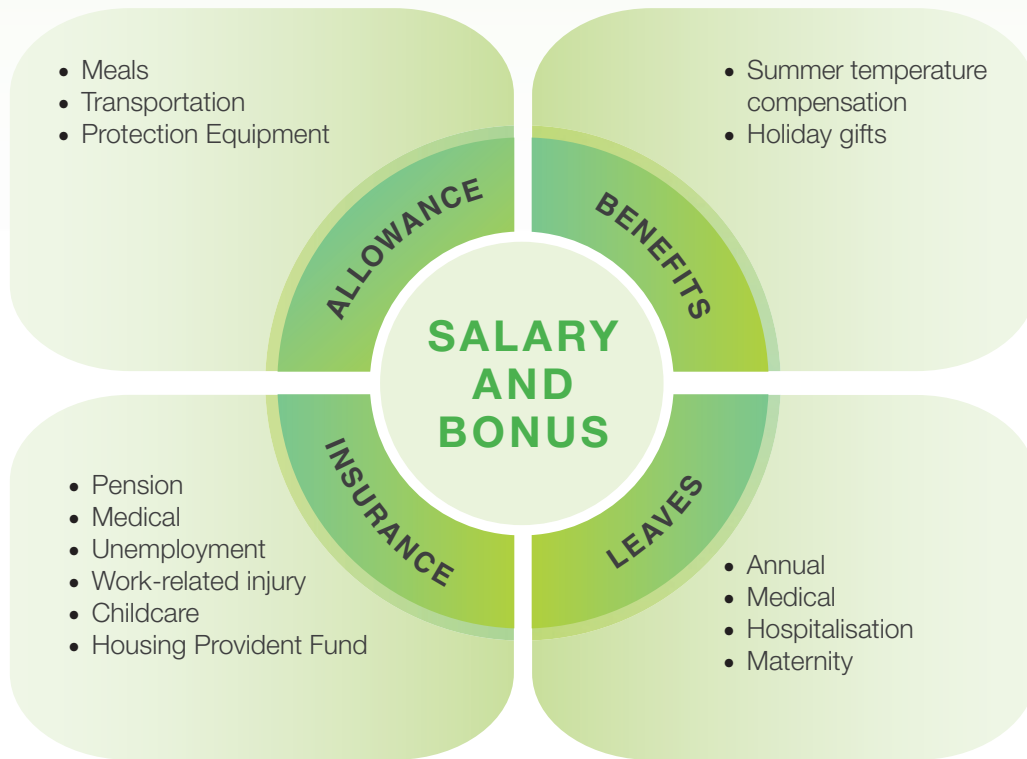 • Meals
• Transportation
• Protection Equipment
ALLOWANCE
• Summer temperature
compensation
• Holiday gifts
BENEFITS
SALARY
AND
BONUS
INSURANCE
• Pension
• Medical
• Unemployment
• Work-related injury
• Childcare
• Housing Provident Fund
LEAVES
• Annual
• Medical
• Hospitalisation
• Maternity